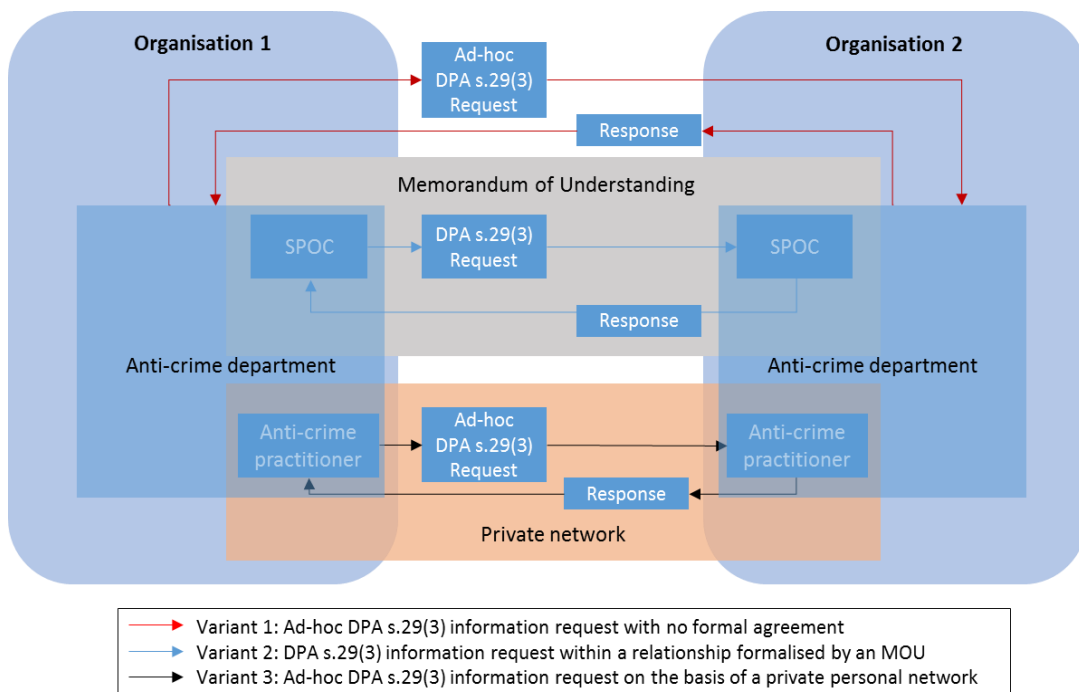 Organisation 1
Organisation 2
Ad-hoc
DPA s.29(3)
Request
Response
Memorandum of Understanding
SPOC
DPA s.29(3)
Request
SPOC
Response
Anti-crime department
Anti-crime department
Anti-crime
practitioner
Ad-hoc
DPA s.29(3)
Request
Anti-crime
practitioner
Response
Private network
Variant 1: Ad-hoc DPA s.29(3) information request with no formal agreement
Variant 2: DPA s.29(3) information request within a relationship formalised by an MOU
Variant 3: Ad-hoc DPA s.29(3) information request on the basis of a private personal network